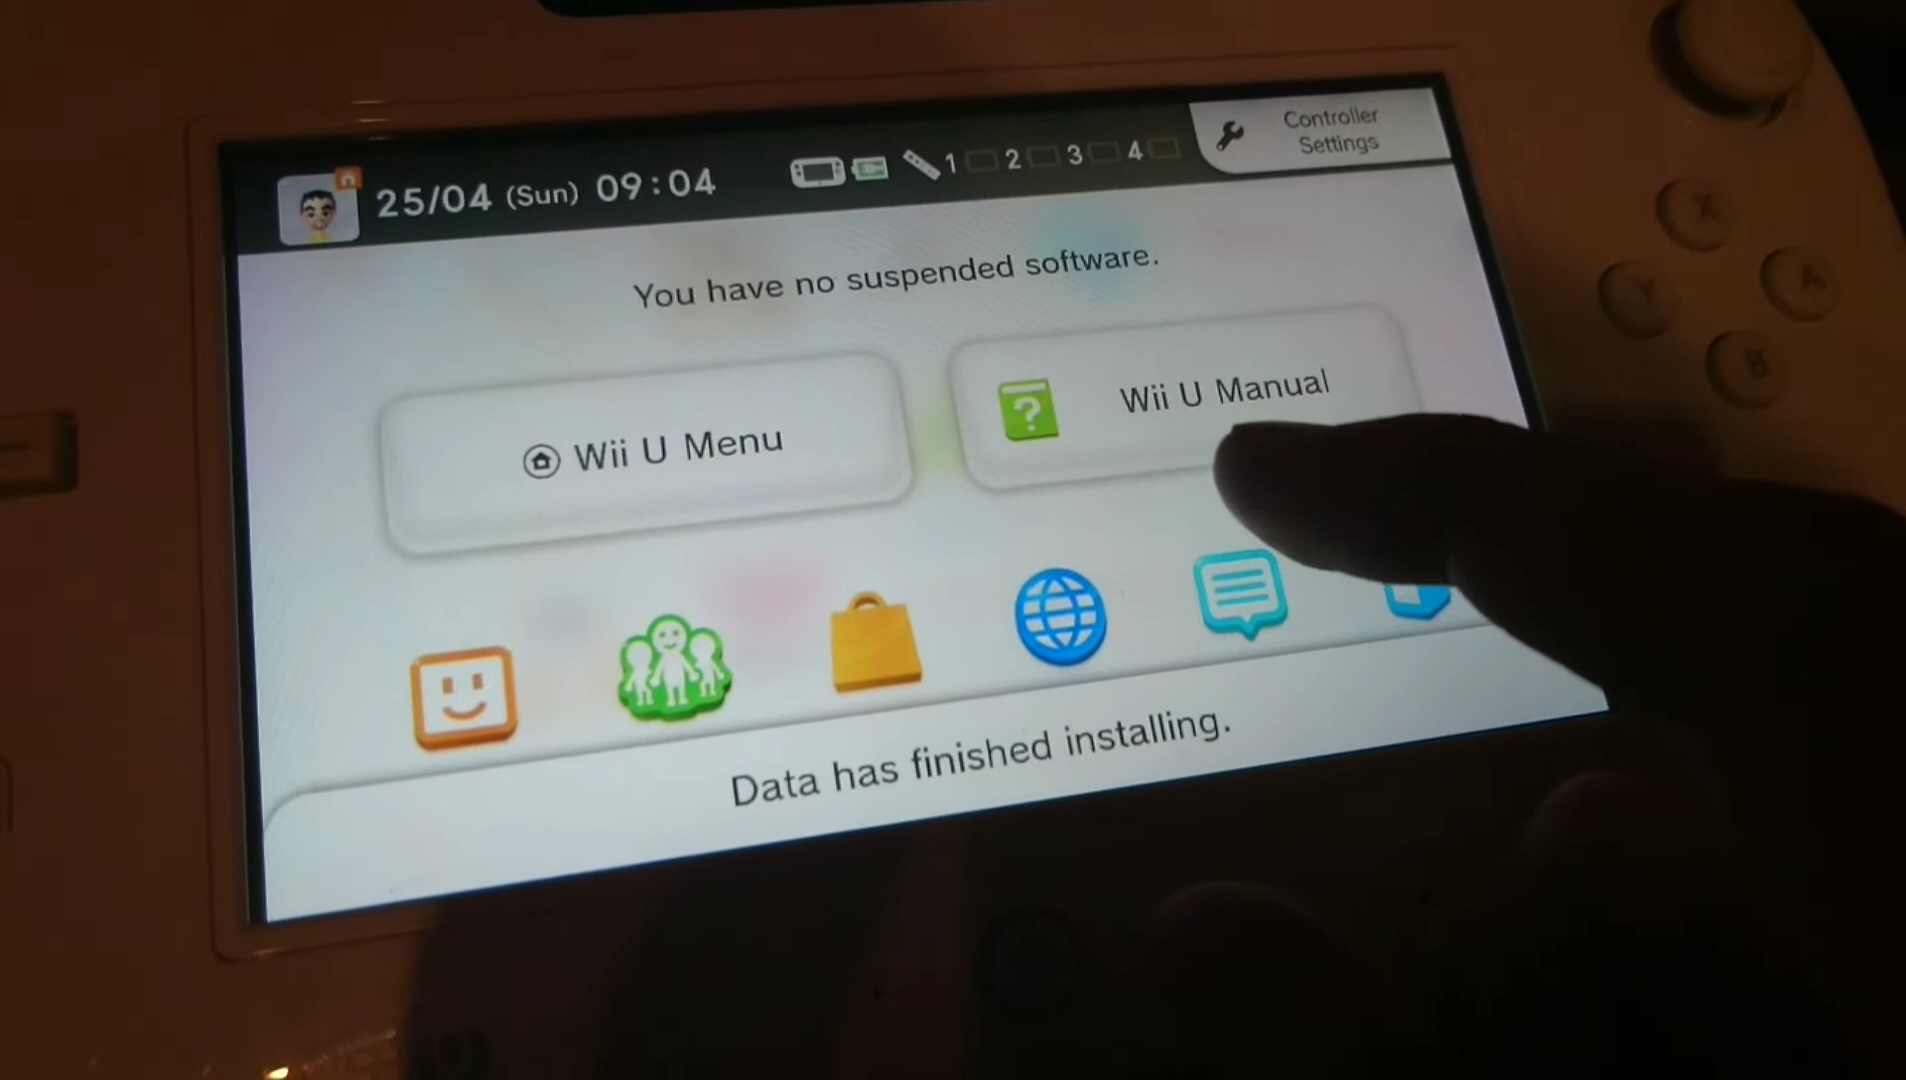 25/04 (Sun) 09:04
1 2 3 4
Controller
Settings
You have no suspended software.
Wii U Menu
Wii U Manual
?
Data has finished installing.
X
Y
A
B